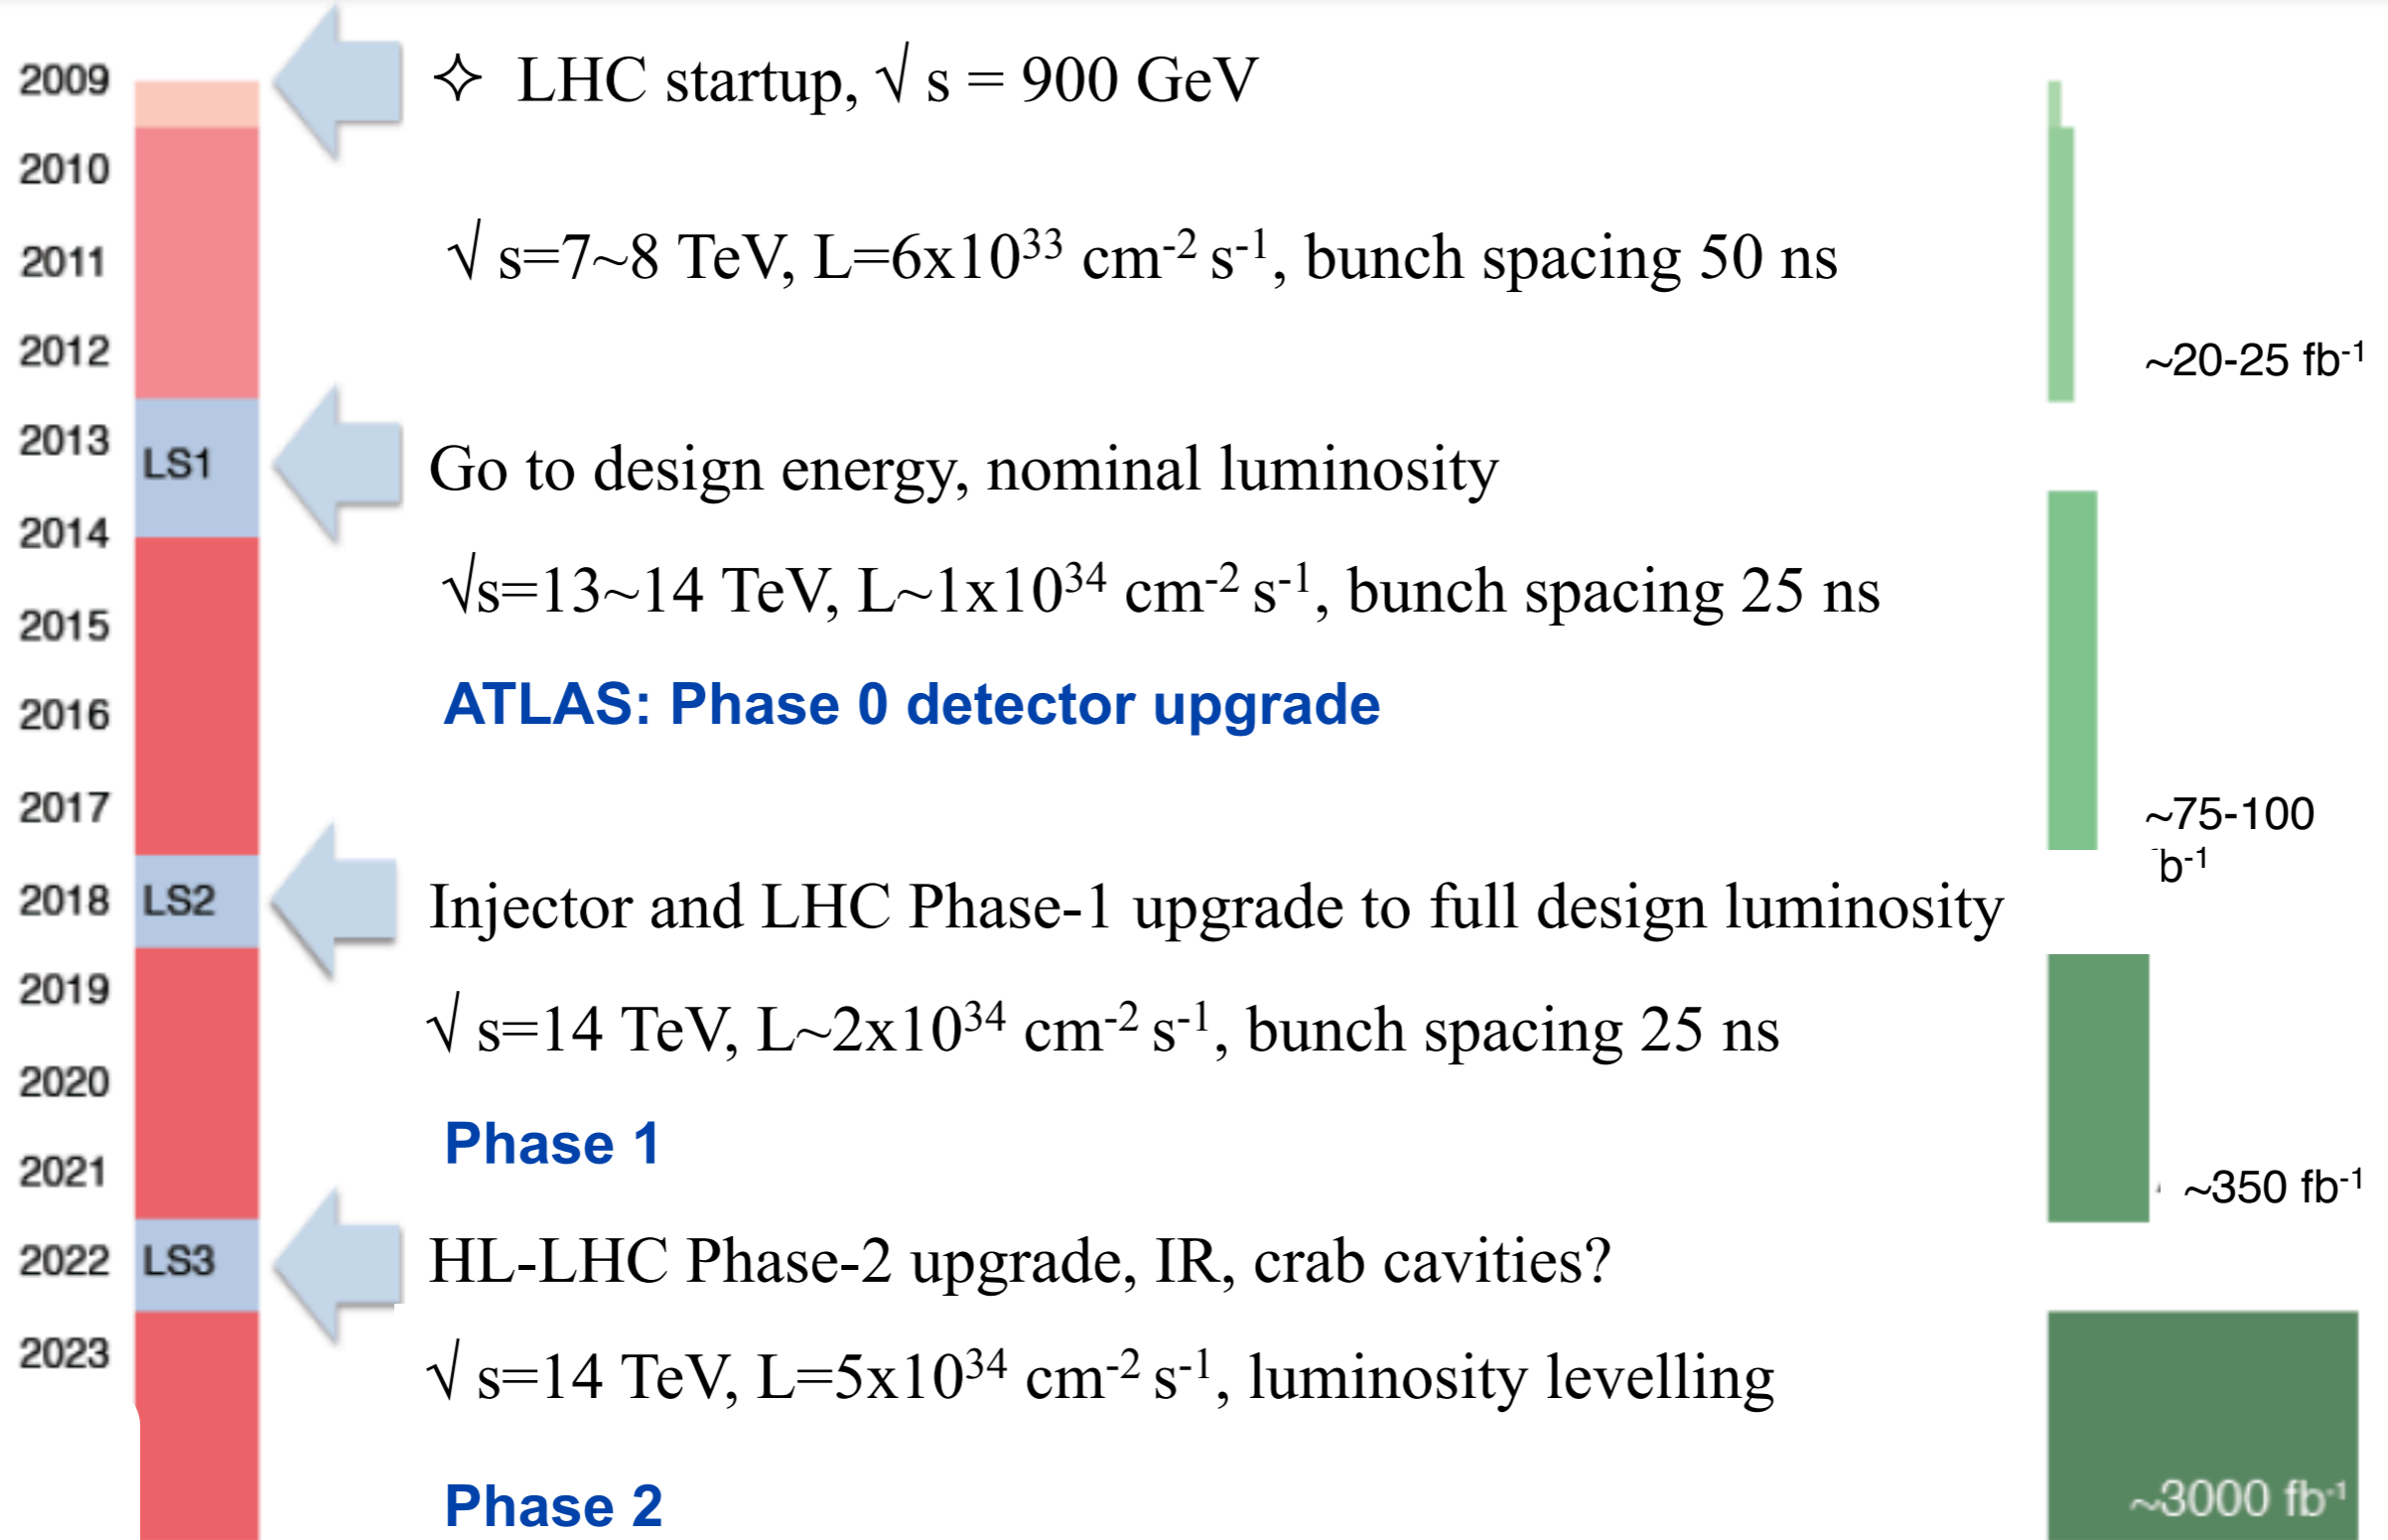 2009
✧ LHC startup, √ s = 900 GeV
2010
2011
√ s=7~8 TeV, L=6x10³³ cm⁻² s⁻¹, bunch spacing 50 ns
2012
~20-25 fb⁻¹
2013
LS1
Go to design energy, nominal luminosity
2014
√s=13~14 TeV, L~1x10³⁴ cm⁻² s⁻¹, bunch spacing 25 ns
2015
ATLAS: Phase 0 detector upgrade
2016
2017
~75-100
b⁻¹
2018
LS2
Injector and LHC Phase-1 upgrade to full design luminosity
2019
√ s=14 TeV, L~2x10³⁴ cm⁻² s⁻¹, bunch spacing 25 ns
2020
Phase 1
2021
~350 fb⁻¹
2022
LS3
HL-LHC Phase-2 upgrade, IR, crab cavities?
2023
√ s=14 TeV, L=5x10³⁴ cm⁻² s⁻¹, luminosity levelling
Phase 2
~3000 fb⁻¹